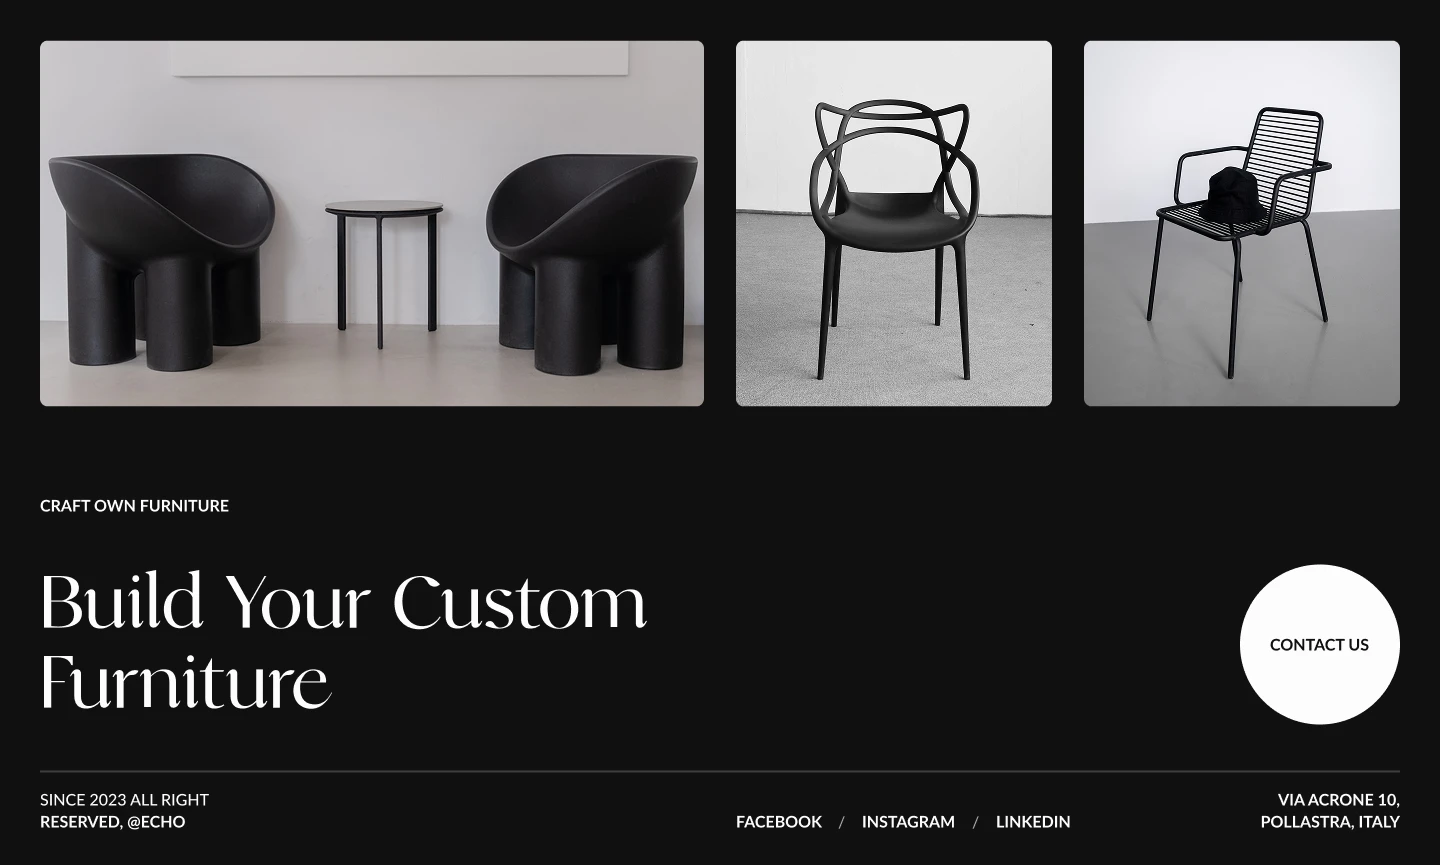 CRAFT OWN FURNITURE
Build Your Custom
Furniture
CONTACT US
SINCE 2023 ALL RIGHT
RESERVED, @ECHO
FACEBOOK / INSTAGRAM / LINKEDIN
VIA ACRONE 10,
POLLASTRA, ITALY